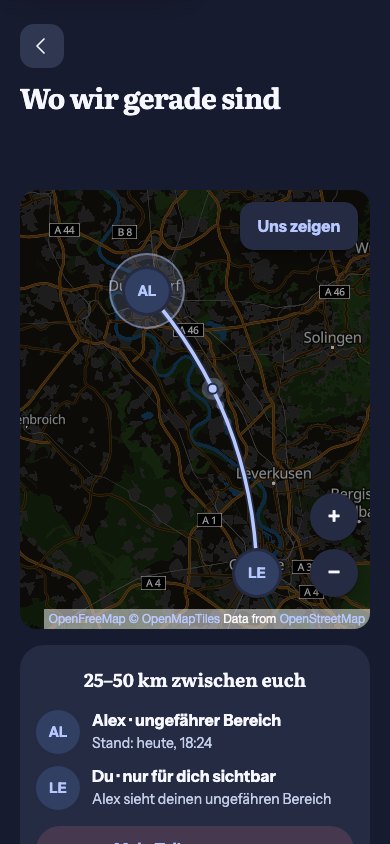 Wo wir gerade sind
Uns zeigen
A 44
B 8
A 46
AL
A 46
Solingen
enbroich
Leverkusen
A 1
+
LE
A 4
A 4
−
OpenFreeMap © OpenMapTiles Data from OpenStreetMap
25–50 km zwischen euch
AL
Alex · ungefährer Bereich
Stand: heute, 18:24
LE
Du · nur für dich sichtbar
Alex sieht deinen ungefähren Bereich